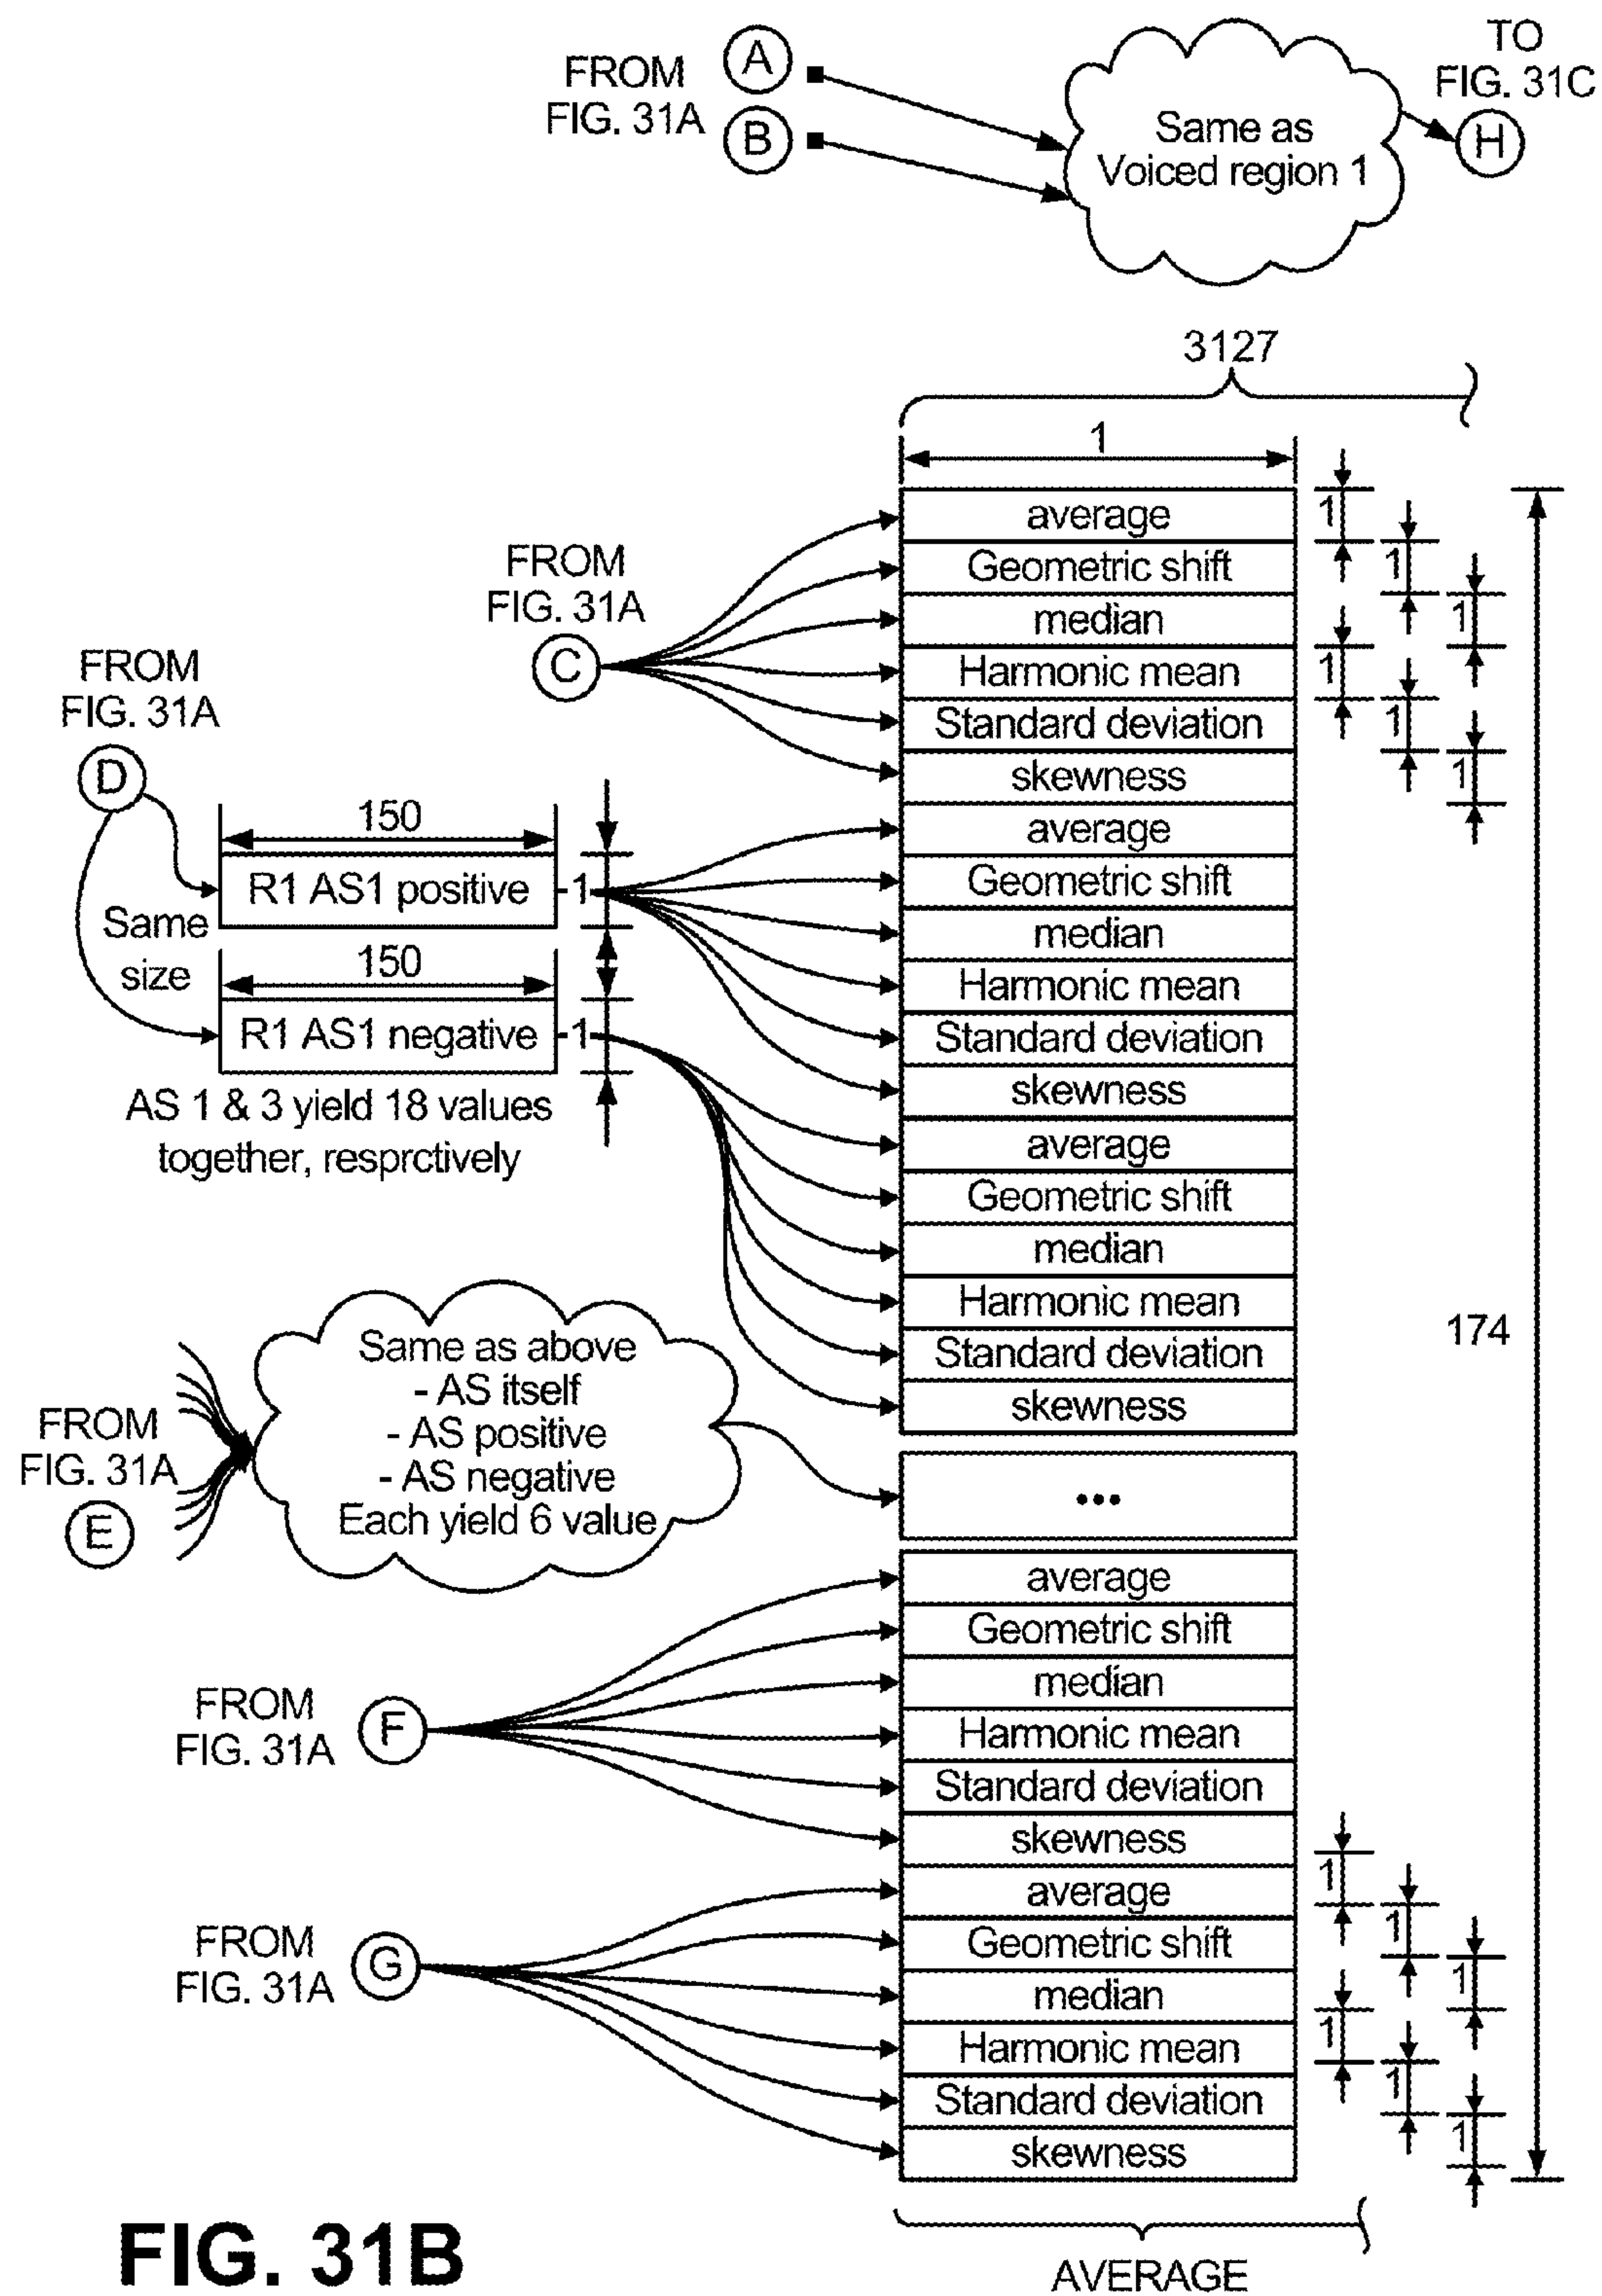 FROM
FIG. 31A
A
B
Same as
Voiced region 1
TO
FIG. 31C
H
3127
1
average
Geometric shift
median
Harmonic mean
Standard deviation
skewness
1
1
1
1
1
1
FROM
FIG. 31A
C
FROM
FIG. 31A
D
150
R1 AS1 positive
1
Same
size
150
R1 AS1 negative
1
AS 1 & 3 yield 18 values
together, resprctively
average
Geometric shift
median
Harmonic mean
Standard deviation
skewness
average
Geometric shift
median
Harmonic mean
Standard deviation
skewness
174
Same as above
- AS itself
- AS positive
- AS negative
Each yield 6 value
FROM
FIG. 31A
E
...
FROM
FIG. 31A
F
average
Geometric shift
median
Harmonic mean
Standard deviation
skewness
FROM
FIG. 31A
G
average
Geometric shift
median
Harmonic mean
Standard deviation
skewness
1
1
1
1
1
1
AVERAGE
FIG. 31B